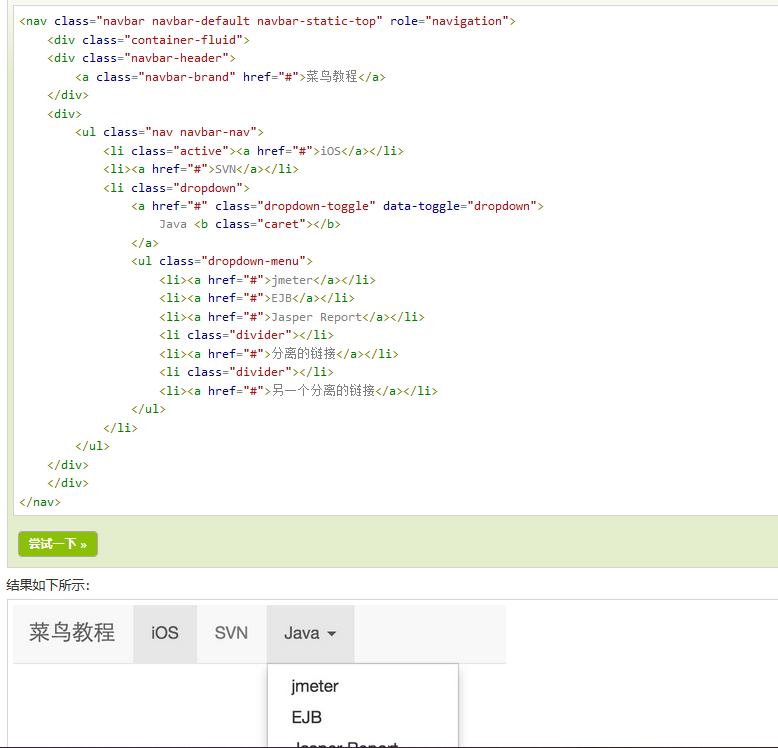 <nav class="navbar navbar-default navbar-static-top" role="navigation">
<div class="container-fluid">
<div class="navbar-header">
<a class="navbar-brand" href="#">菜鸟教程</a>
</div>
<div>
<ul class="nav navbar-nav">
<li class="active"><a href="#">iOS</a></li>
<li><a href="#">SVN</a></li>
<li class="dropdown">
<a href="#" class="dropdown-toggle" data-toggle="dropdown">
Java <b class="caret"></b>
</a>
<ul class="dropdown-menu">
<li><a href="#">jmeter</a></li>
<li><a href="#">EJB</a></li>
<li><a href="#">Jasper Report</a></li>
<li class="divider"></li>
<li><a href="#">分离的链接</a></li>
<li class="divider"></li>
<li><a href="#">另一个分离的链接</a></li>
</ul>
</li>
</ul>
</div>
</div>
</nav>
尝试一下 »
结果如下所示:
菜鸟教程 iOS SVN Java
jmeter
EJB
Jasper Report